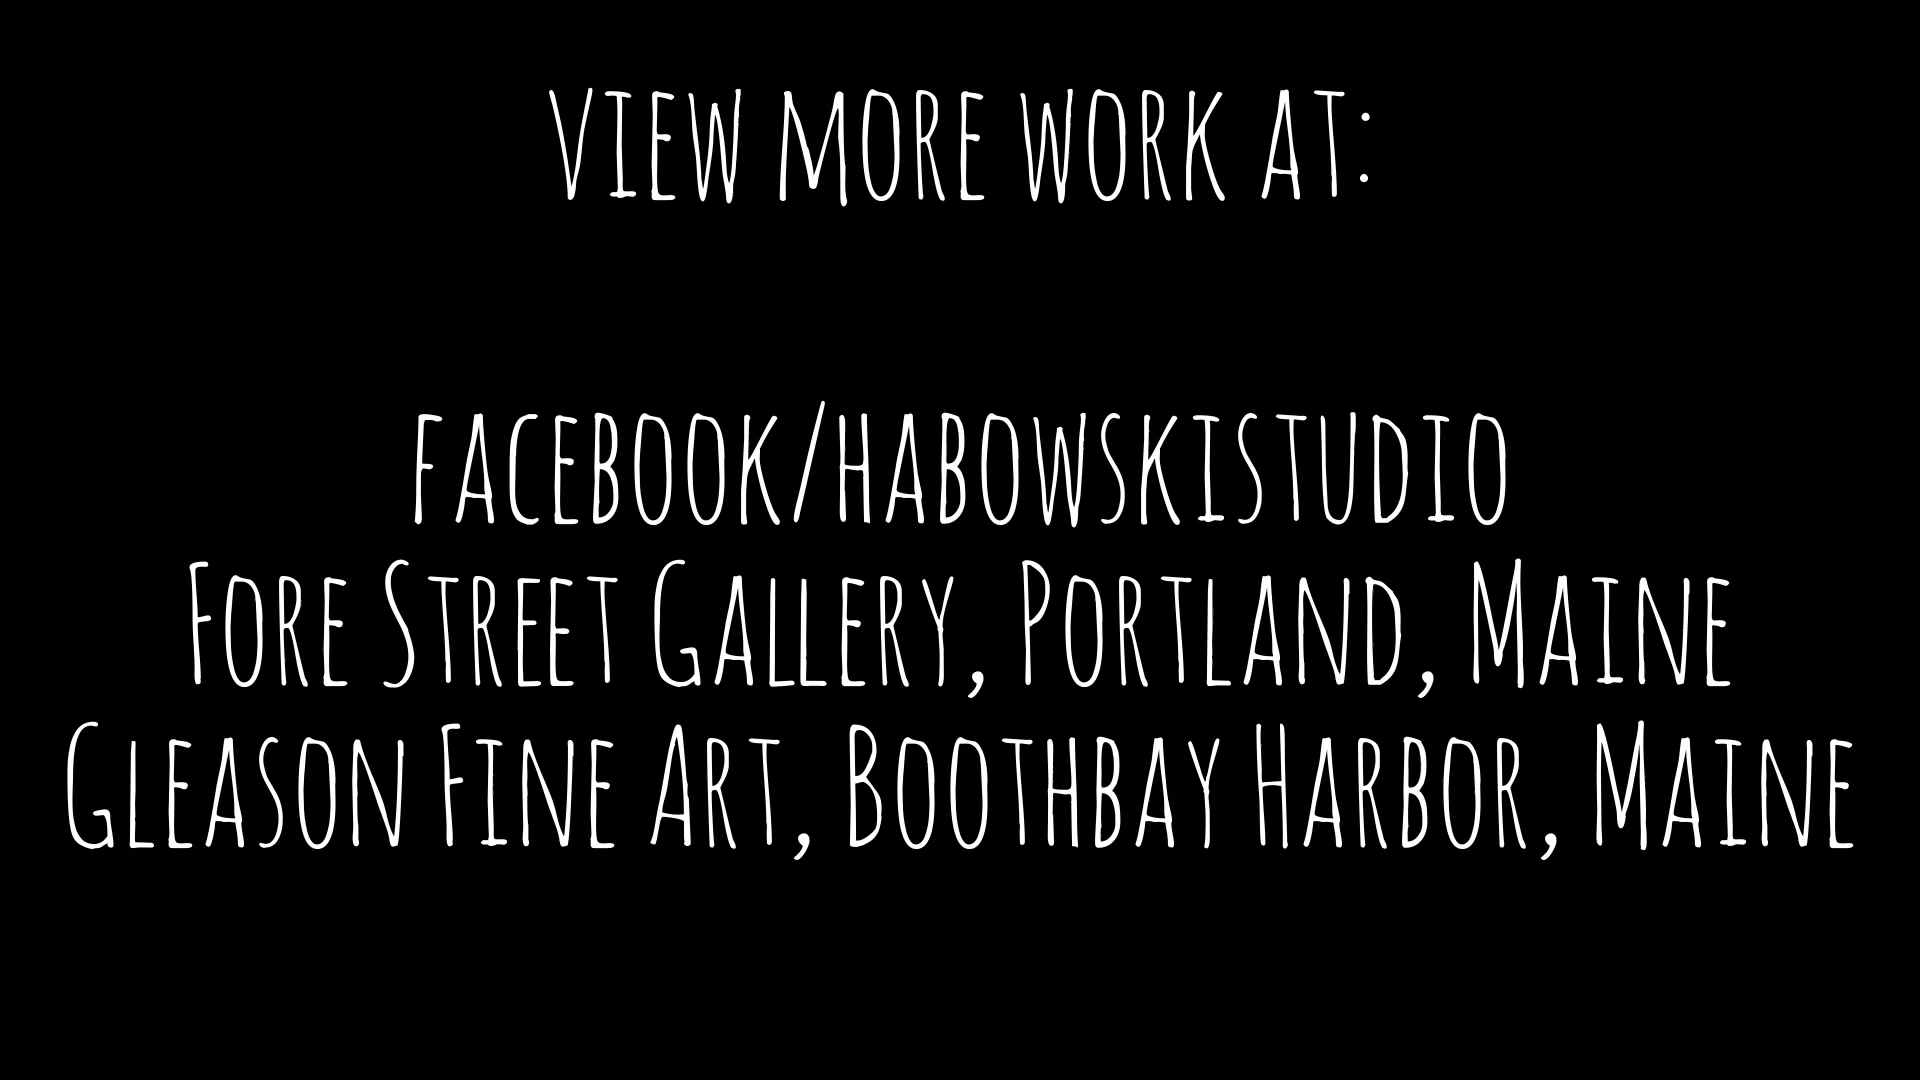 view more work at:
facebook/habowskistudio
Fore Street Gallery, Portland, Maine
Gleason Fine Art, Boothbay Harbor, Maine